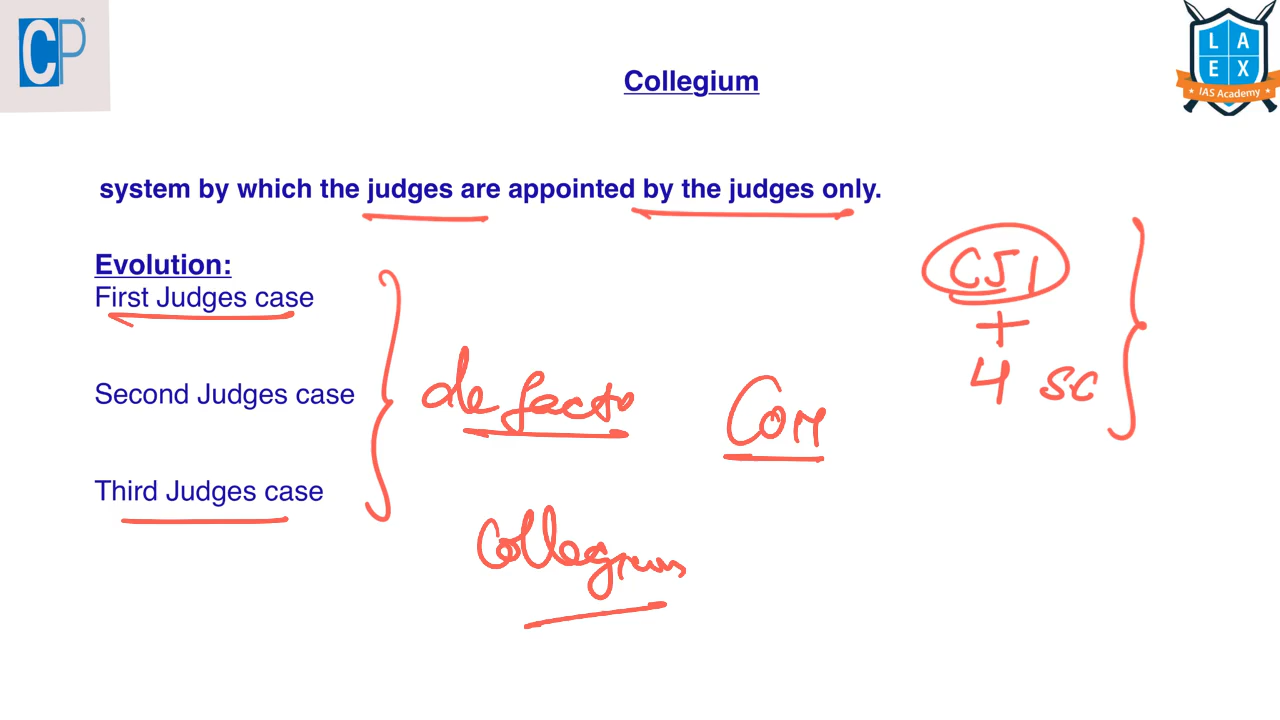 CP
L A
E X
IAS Academy
Collegium
system by which the judges are appointed by the judges only.
Evolution:
First Judges case
CJI
+
4 SC
Second Judges case
de facto
Third Judges case
Collegium